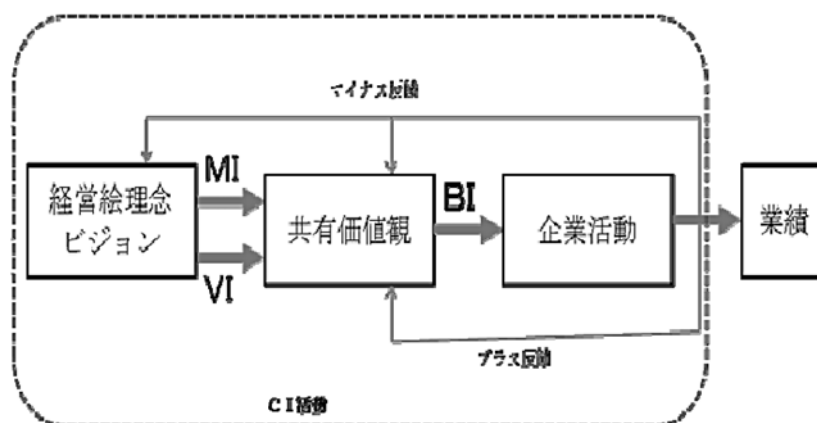 マイナス反映
MI
経営絵理念
ビジョン
VI
共有価値観
BI
企業活動
業績
プラス反映
CI活動